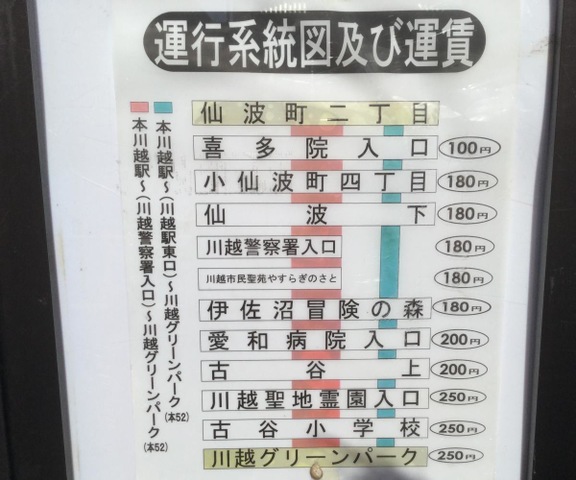 運行系統図及び運賃
本川越駅～(川越駅東口)～川越グリーンパーク(本52)
本川越駅～(川越警察署入口)～川越グリーンパーク(本52)
仙波町二丁目
喜多院入口 100円
小仙波町四丁目 180円
仙波下 180円
川越警察署入口 180円
川越市民聖苑やすらぎのさと 180円
伊佐沼冒険の森 180円
愛和病院入口 200円
古谷上 200円
川越聖地霊園入口 250円
古谷小学校 250円
川越グリーンパーク 250円